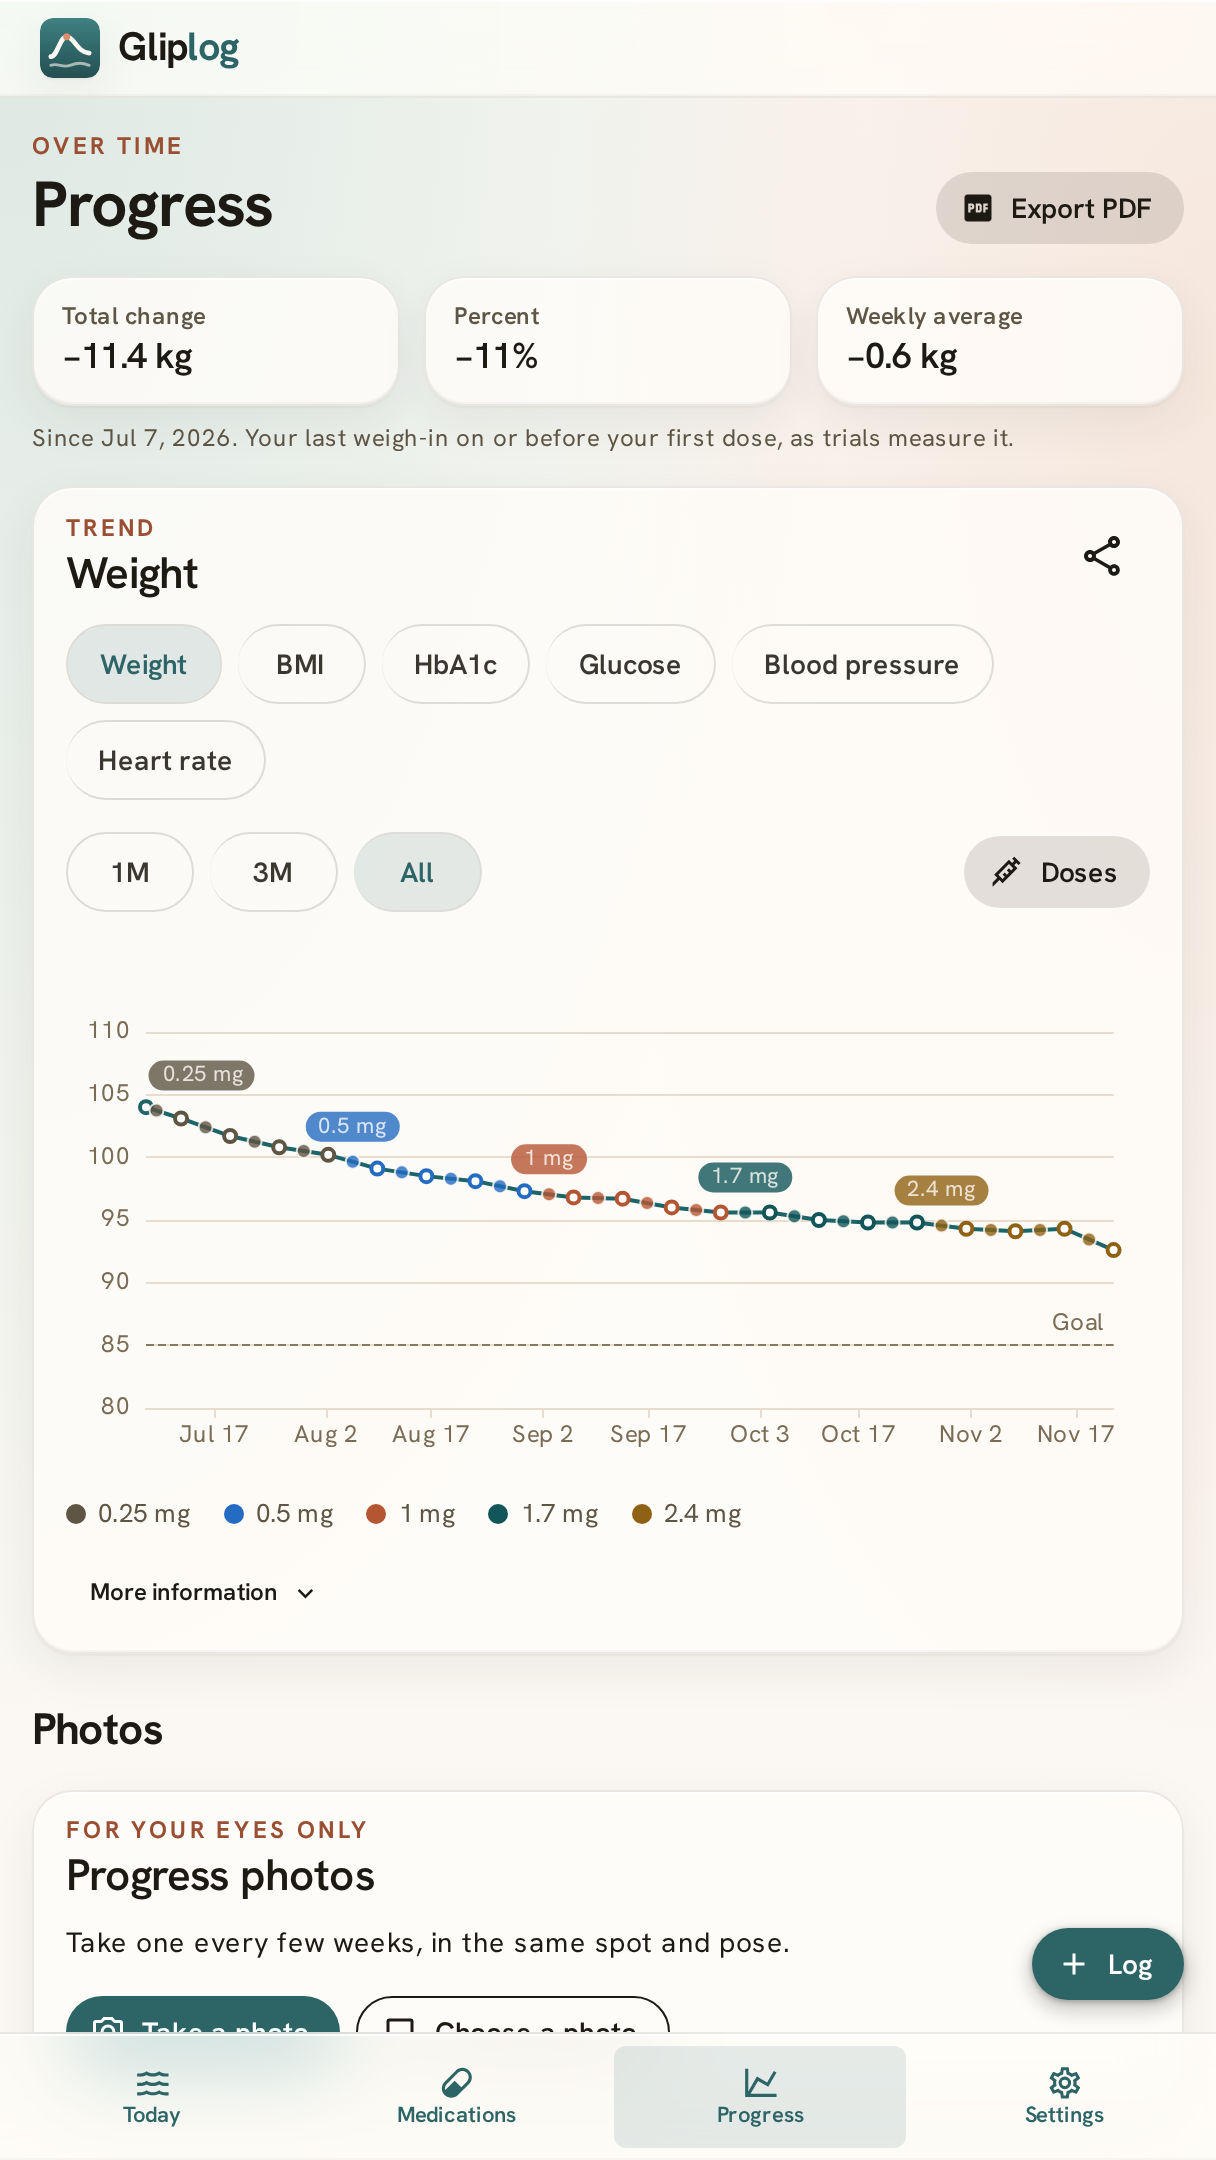 Gliplog
OVER TIME
Progress
PDF Export PDF
Total change
–11.4 kg
Percent
–11%
Weekly average
–0.6 kg
Since Jul 7, 2026. Your last weigh-in on or before your first dose, as trials measure it.
TREND
Weight
Weight BMI HbA1c Glucose Blood pressure
Heart rate
1M 3M All Doses
110
0.25 mg
105
0.5 mg
100
1 mg
1.7 mg
2.4 mg
95
90
Goal
85
80
Jul 17 Aug 2 Aug 17 Sep 2 Sep 17 Oct 3 Oct 17 Nov 2 Nov 17
0.25 mg 0.5 mg 1 mg 1.7 mg 2.4 mg
More information
Photos
FOR YOUR EYES ONLY
Progress photos
Take one every few weeks, in the same spot and pose.
+ Log
Take a photo Choose a photo
Today Medications Progress Settings